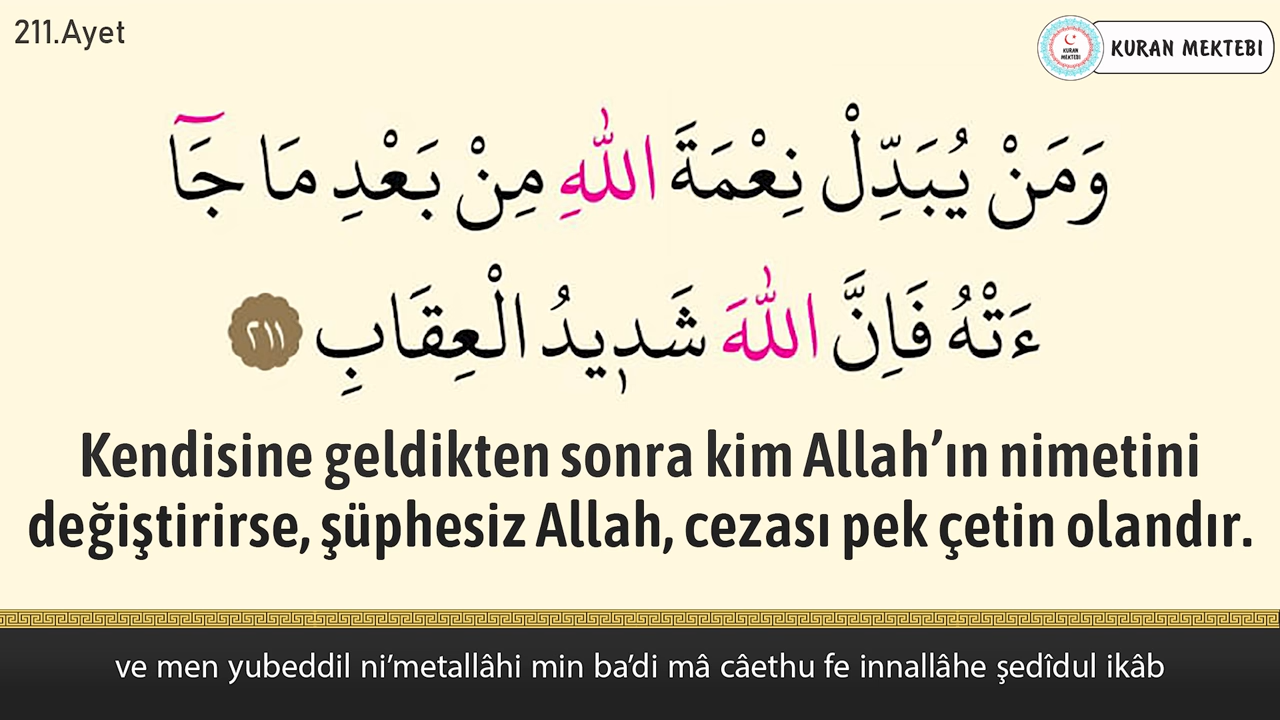 211.Ayet
KURAN MEKTEBİ
KURAN
MEKTEBİ
وَمَنْ يُبَدِّلْ نِعْمَةَ اللّٰهِ مِنْ بَعْدِ مَا جَٓا
ءَتْهُ فَاِنَّ اللّٰهَ شَد۪يدُ الْعِقَابِ ٢١١
Kendisine geldikten sonra kim Allah’ın nimetini
değiştirirse, şüphesiz Allah, cezası pek çetin olandır.
ve men yubeddil ni’metallâhi min ba’di mâ câethu fe innallâhe şedîdul ikâb